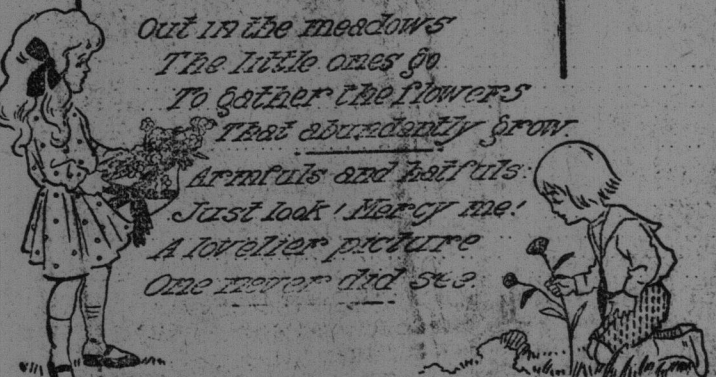 Out in the meadows
The little ones go
To gather the flowers
That abundantly grow.
Armfuls and hatfuls:
Just look! Mercy me!
A lovelier picture
One never did see.